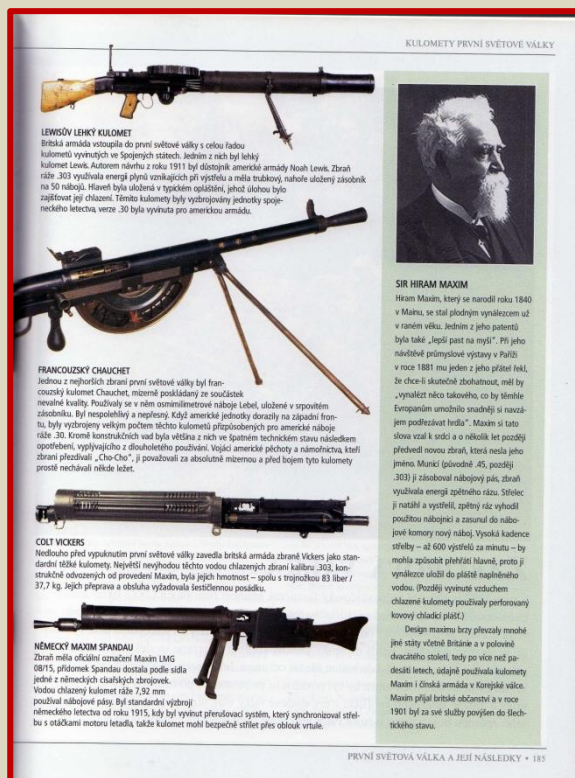 KULOMETY PRVNÍ SVĚTOVÉ VÁLKY
LEWISŮV LEHKÝ KULOMET
Britská armáda vstoupila do první světové války s celou řadou
kulometů vyvinutých ve Spojených státech. Jedním z nich byl lehký
kulomet Lewis. Autorem návrhu z roku 1911 byl důstojník americké armády Noah Lewis. Zbraň
ráže .303 využívala energii plynů vznikajících při výstřelu a měla trubkový, nahoře uložený zásobník
na 50 nábojů. Hlaveň byla uložená v typickém opláštění, jehož úlohou bylo
zajišťovat její chlazení. Těmito kulomety byly vyzbrojovány jednotky spoje-
neckého letectva, verze .30 byla vyvinuta pro americkou armádu.
FRANCOUZSKÝ CHAUCHET
Jednou z nejhorších zbraní první světové války byl fran-
couzský kulomet Chauchet, mizerně poskládaný ze součástek
nevalné kvality. Používaly se v něm osmimilimetrové náboje Lebel, uložené v srpovitém
zásobníku. Byl nespolehlivý a nepřesný. Když americké jednotky dorazily na západní fron-
tu, byly vyzbrojeny velkým počtem těchto kulometů přizpůsobených pro americké náboje
ráže .30. Kromě konstrukčních vad byla většina z nich ve špatném technickém stavu následkem
opotřebení, vyplývajícího z dlouholetého používání. Vojáci americké pěchoty a námořnictva, kteří
zbrani přezdívali „Cho-Cho“, ji považovali za absolutně mizernou a před bojem tyto kulomety
prostě nechávali někde ležet.
COLT VICKERS
Nedlouho před vypuknutím první světové války zavedla britská armáda zbraně Vickers jako stan-
dardní těžké kulomety. Největší nevýhodou těchto vodou chlazených zbraní kalibru .303, kon-
strukčně odvozených od provedení Maxim, byla jejich hmotnost – spolu s trojnožkou 83 liber /
37,7 kg. Jejich přeprava a obsluha vyžadovala šestičlennou posádku.
NĚMECKÝ MAXIM SPANDAU
Zbraň měla oficiální označení Maxim LMG
08/15, přídomek Spandau dostala podle sídla
jedné z německých císařských zbrojovek.
Vodou chlazený kulomet ráže 7,92 mm
používal nábojové pásy. Byl standardní výzbrojí
německého letectva od roku 1915, kdy byl vyvinut přerušovací systém, který synchronizoval střel-
bu s otáčkami motoru letadla, takže kulomet mohl bezpečně střílet přes oblouk vrtule.
SIR HIRAM MAXIM
Hiram Maxim, který se narodil roku 1840
v Mainu, se stal plodným vynálezcem už
v raném věku. Jedním z jeho patentů
byla také „lepší past na myši“. Při jeho
návštěvě průmyslové výstavy v Paříži
v roce 1881 mu jeden z jeho přátel řekl,
že chce-li skutečně zbohatnout, měl by
„vynalézt něco takového, co by těmhle
Evropanům umožnilo snadněji si navzá-
jem podřezávat hrdla“. Maxim si tato
slova vzal k srdci a o několik let později
předvedl novou zbraň, která nesla jeho
jméno. Municí (původně .45, později
.303) ji zásoboval nábojový pás, zbraň
využívala energii zpětného rázu. Střelec
ji natáhl a vystřelil, zpětný ráz vyhodil
použitou nábojnici a zasunul do nábo-
jové komory nový náboj. Vysoká kadence
střelby – až 600 výstřelů za minutu – by
mohla způsobit přehřátí hlavně, proto ji
vynálezce uložil do pláště naplněného
vodou. (Později vyvinuté vzduchem
chlazené kulomety používaly perforovaný
kovový chladicí plášť.)
Design maximu brzy převzaly mnohé
jiné státy včetně Británie a v polovině
dvacátého století, tedy po více než pa-
desáti letech, údajně používala kulomety
Maxim i čínská armáda v Korejské válce.
Maxim přijal britské občanství a v roce
1901 byl za své služby povýšen do šlech-
tického stavu.
PRVNÍ SVĚTOVÁ VÁLKA A JEJÍ NÁSLEDKY • 185